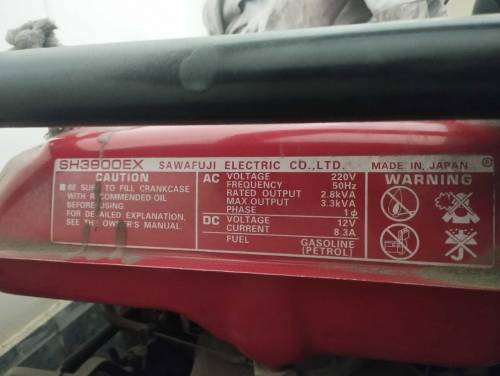 SH3900EX SAWAFUJI ELECTRIC CO.,LTD. MADE IN JAPAN
CAUTION
BE SURE TO FILL CRANKCASE
WITH RECOMMENDED OIL
BEFORE USING.
FOR DETAILED EXPLANATION,
SEE THE OWNER'S MANUAL.
AC VOLTAGE 220V
FREQUENCY 50Hz
RATED OUTPUT 2.8kVA
MAX.OUTPUT 3.3kVA
PHASE 1ϕ
DC VOLTAGE 12V
CURRENT 8.3A
FUEL GASOLINE
(PETROL)
WARNING